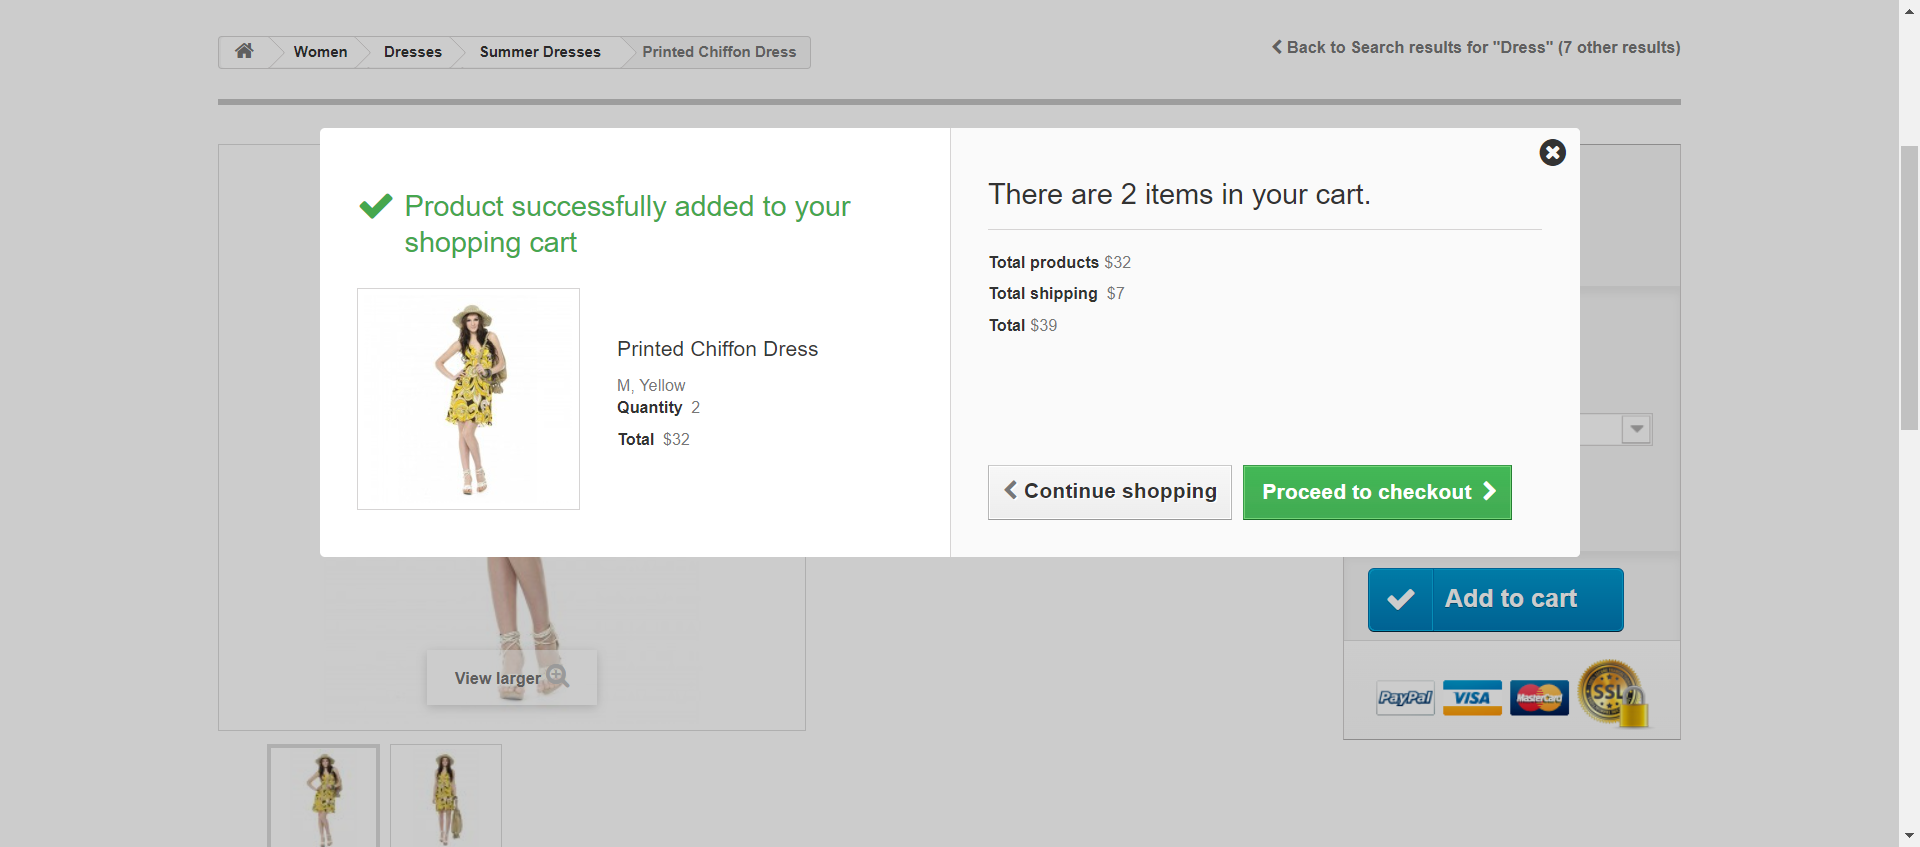 Women
Dresses
Summer Dresses
Printed Chiffon Dress
Back to Search results for "Dress" (7 other results)
Product successfully added to your
shopping cart
Printed Chiffon Dress
M, Yellow
Quantity 2
Total $32
There are 2 items in your cart.
Total products $32
Total shipping $7
Total $39
Continue shopping
Proceed to checkout
Add to cart
View larger
PayPal
VISA
MasterCard
SSL